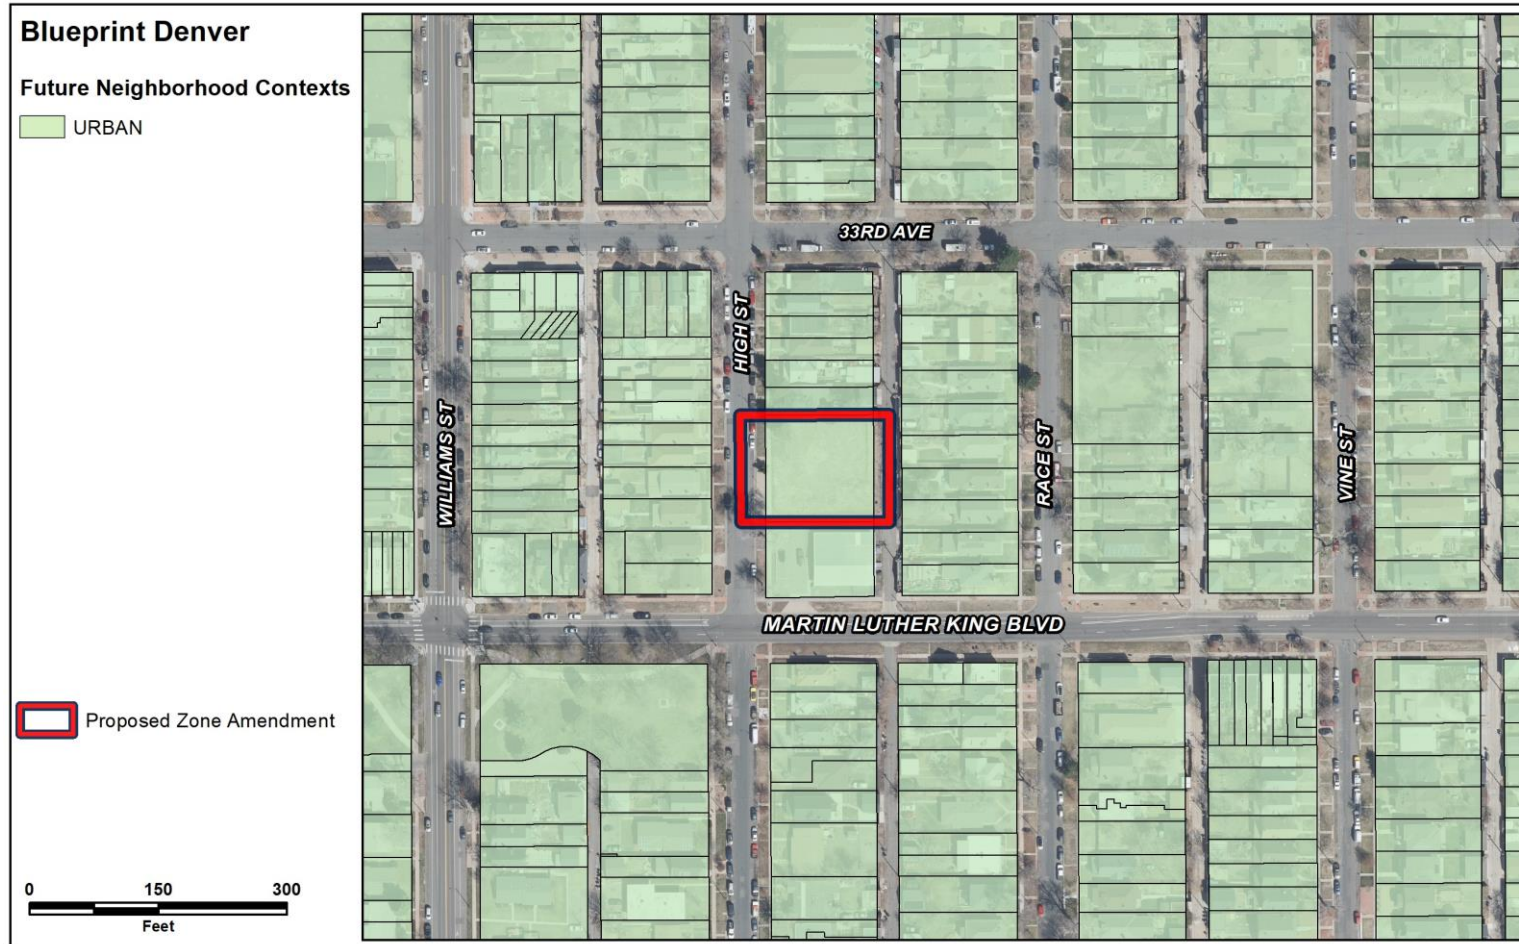 Blueprint Denver
Future Neighborhood Contexts
URBAN
Proposed Zone Amendment
0 150 300
Feet
33RD AVE
HIGH ST
WILLIAMS ST
RACE ST
VINE ST
MARTIN LUTHER KING BLVD